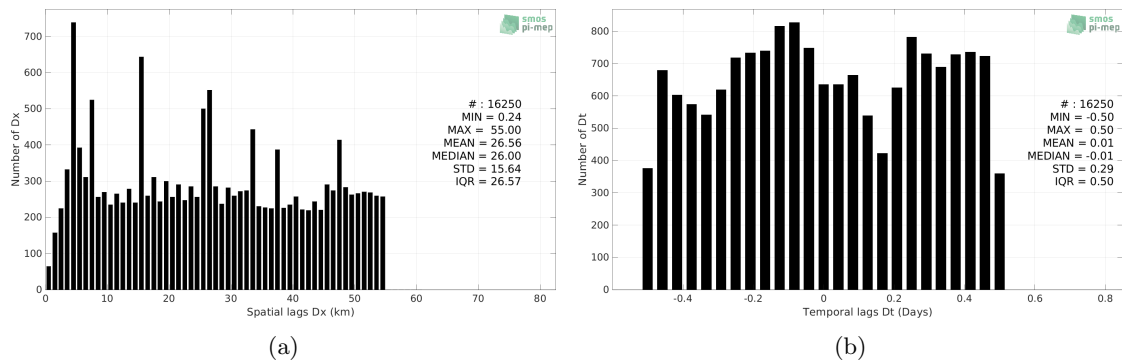 smos
pi-mep
700
600
500
400
300
200
100
0
Number of Dx
# : 16250
MIN = 0.24
MAX = 55.00
MEAN = 26.56
MEDIAN = 26.00
STD = 15.64
IQR = 26.57
0 10 20 30 40 50 60 70 80
Spatial lags Dx (km)
(a)
smos
pi-mep
800
700
600
500
400
300
200
100
0
Number of Dt
# : 16250
MIN = -0.50
MAX = 0.50
MEAN = 0.01
MEDIAN = -0.01
STD = 0.29
IQR = 0.50
-0.4 -0.2 0 0.2 0.4 0.6 0.8
Temporal lags Dt (Days)
(b)